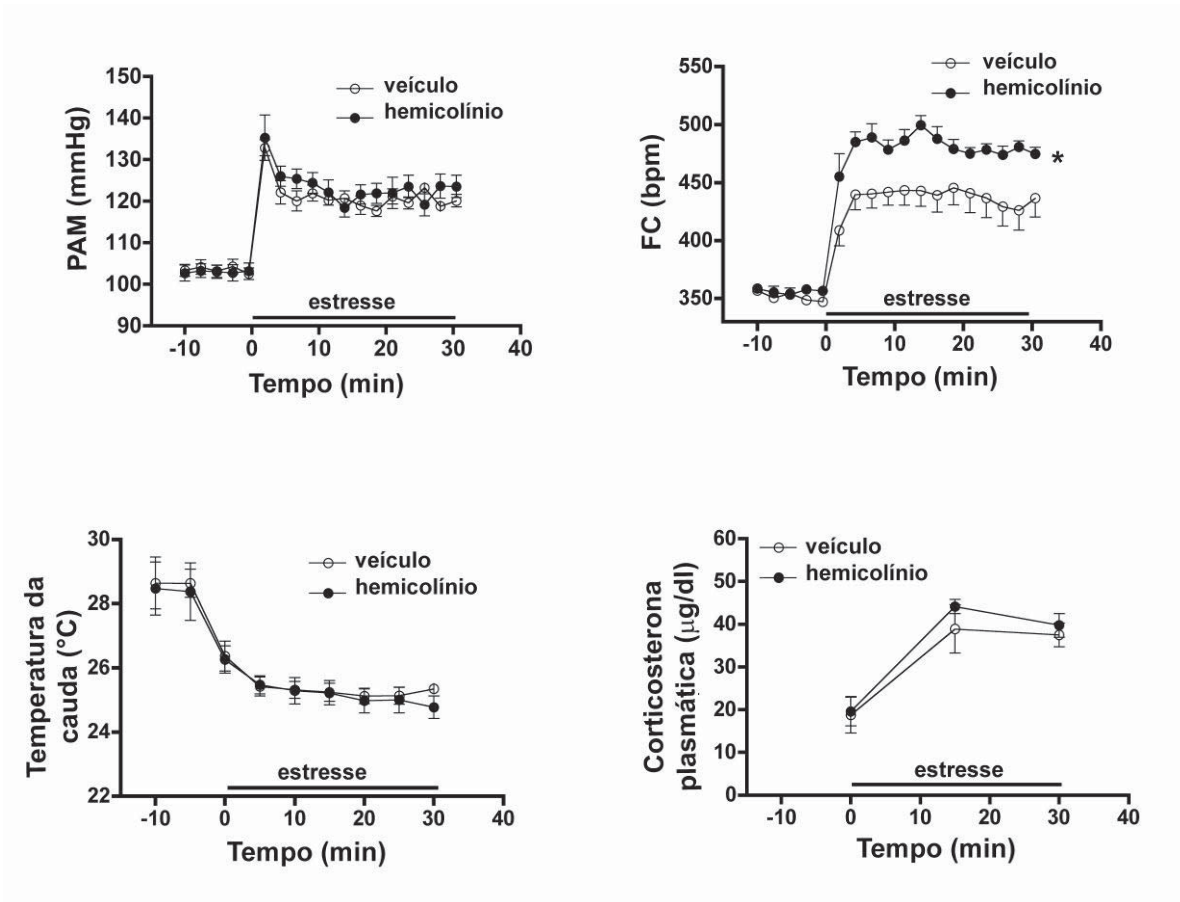 150
140
130
120
110
100
90
PAM (mmHg)
veículo
hemicolínio
estresse
-10 0 10 20 30 40
Tempo (min)
550
500
450
400
350
FC (bpm)
veículo
hemicolínio
*
estresse
-10 0 10 20 30 40
Tempo (min)
30
28
26
24
22
Temperatura da
cauda (°C)
veículo
hemicolínio
estresse
-10 0 10 20 30 40
Tempo (min)
60
50
40
30
20
10
0
Corticosterona
plasmática (µg/dl)
veículo
hemicolínio
estresse
-10 0 10 20 30 40
Tempo (min)